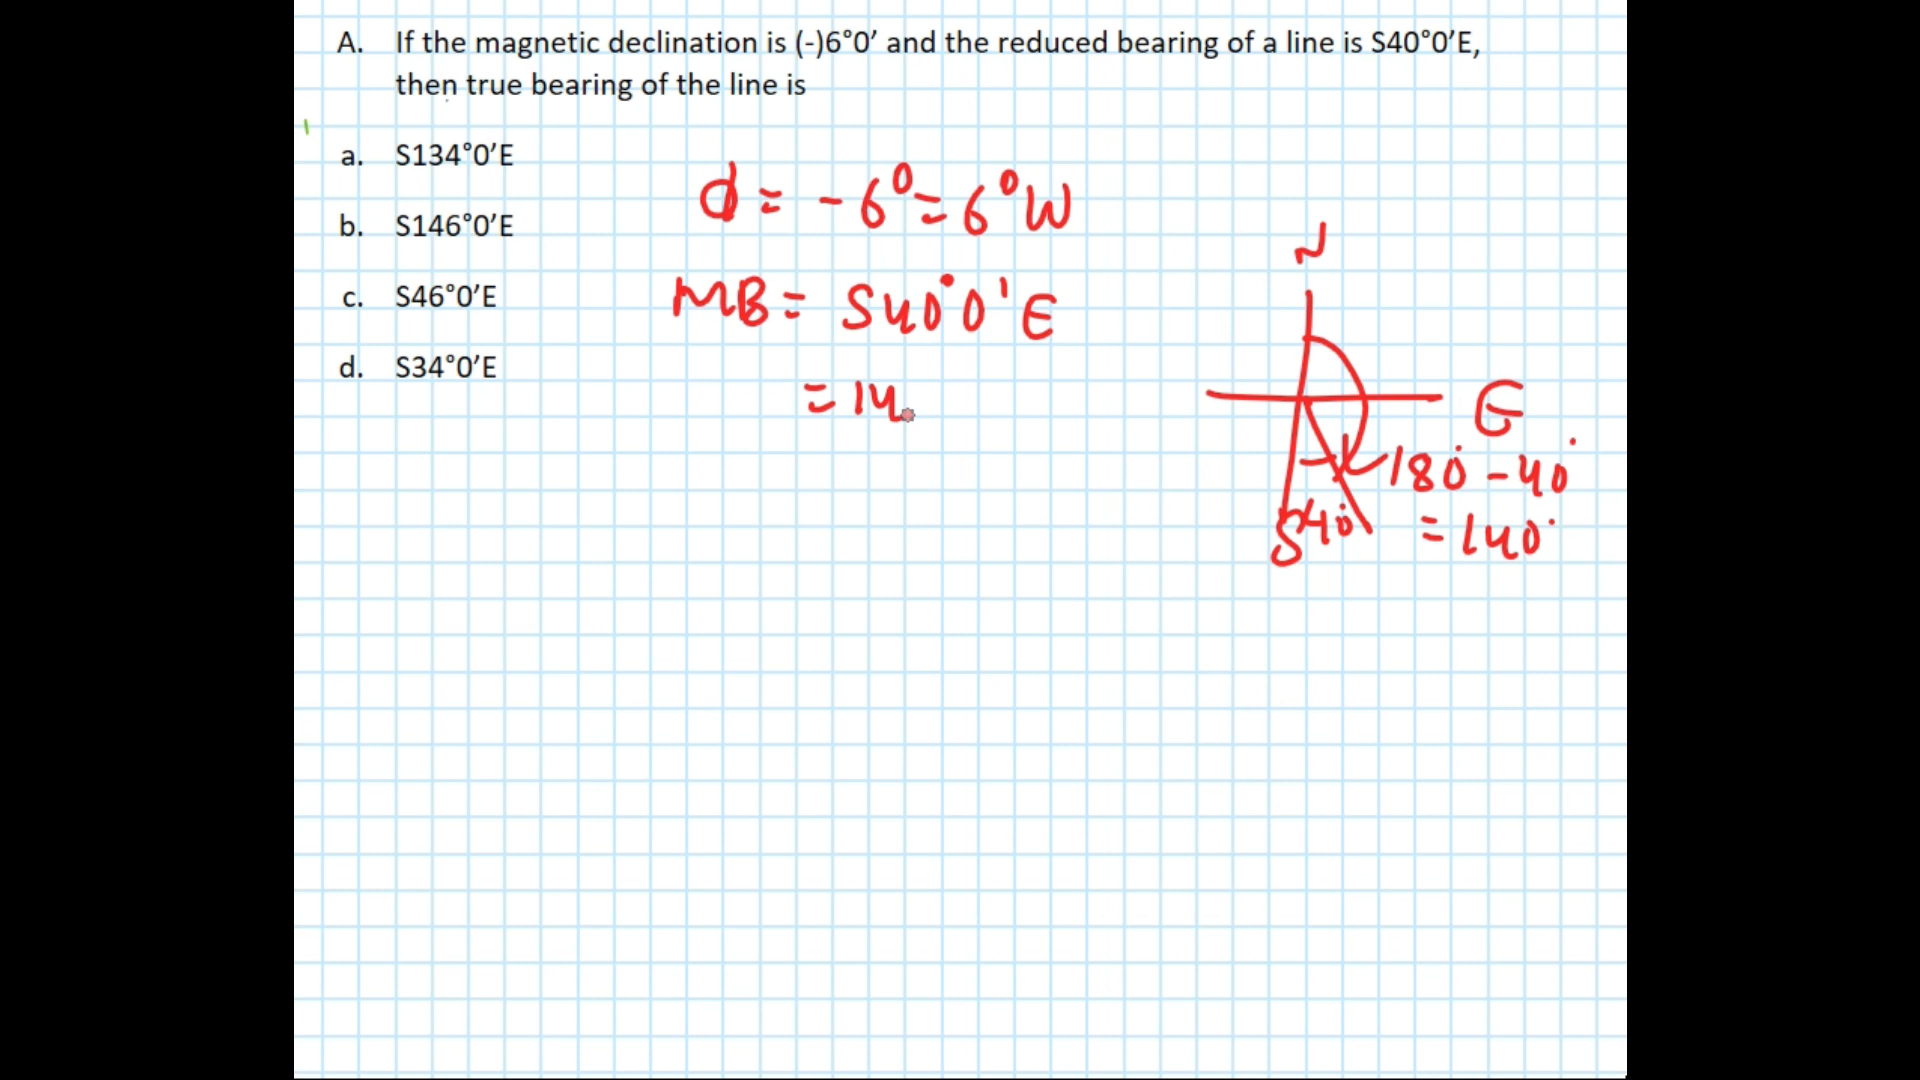 A. If the magnetic declination is (-)6°0’ and the reduced bearing of a line is S40°0’E,
then true bearing of the line is
a. S134°0’E
b. S146°0’E
c. S46°0’E
d. S34°0’E
Φ = -6° = 6°W
MB = S40°0'E
= 14
N
E
180° - 40°
= 140°
S 40°